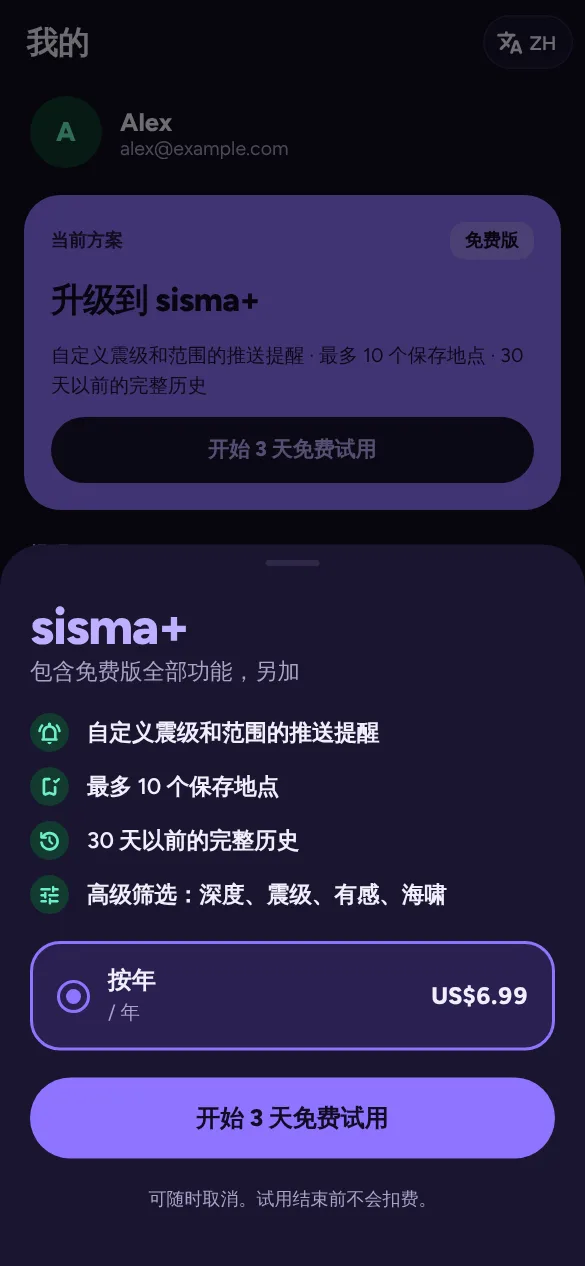 我的
ZH
A
Alex
alex@example.com
当前方案
免费版
升级到 sisma+
自定义震级和范围的推送提醒 · 最多 10 个保存地点 · 30
天以前的完整历史
开始 3 天免费试用
sisma+
包含免费版全部功能，另加
自定义震级和范围的推送提醒
最多 10 个保存地点
30 天以前的完整历史
高级筛选：深度、震级、有感、海啸
按年
/ 年
US$6.99
开始 3 天免费试用
可随时取消。试用结束前不会扣费。